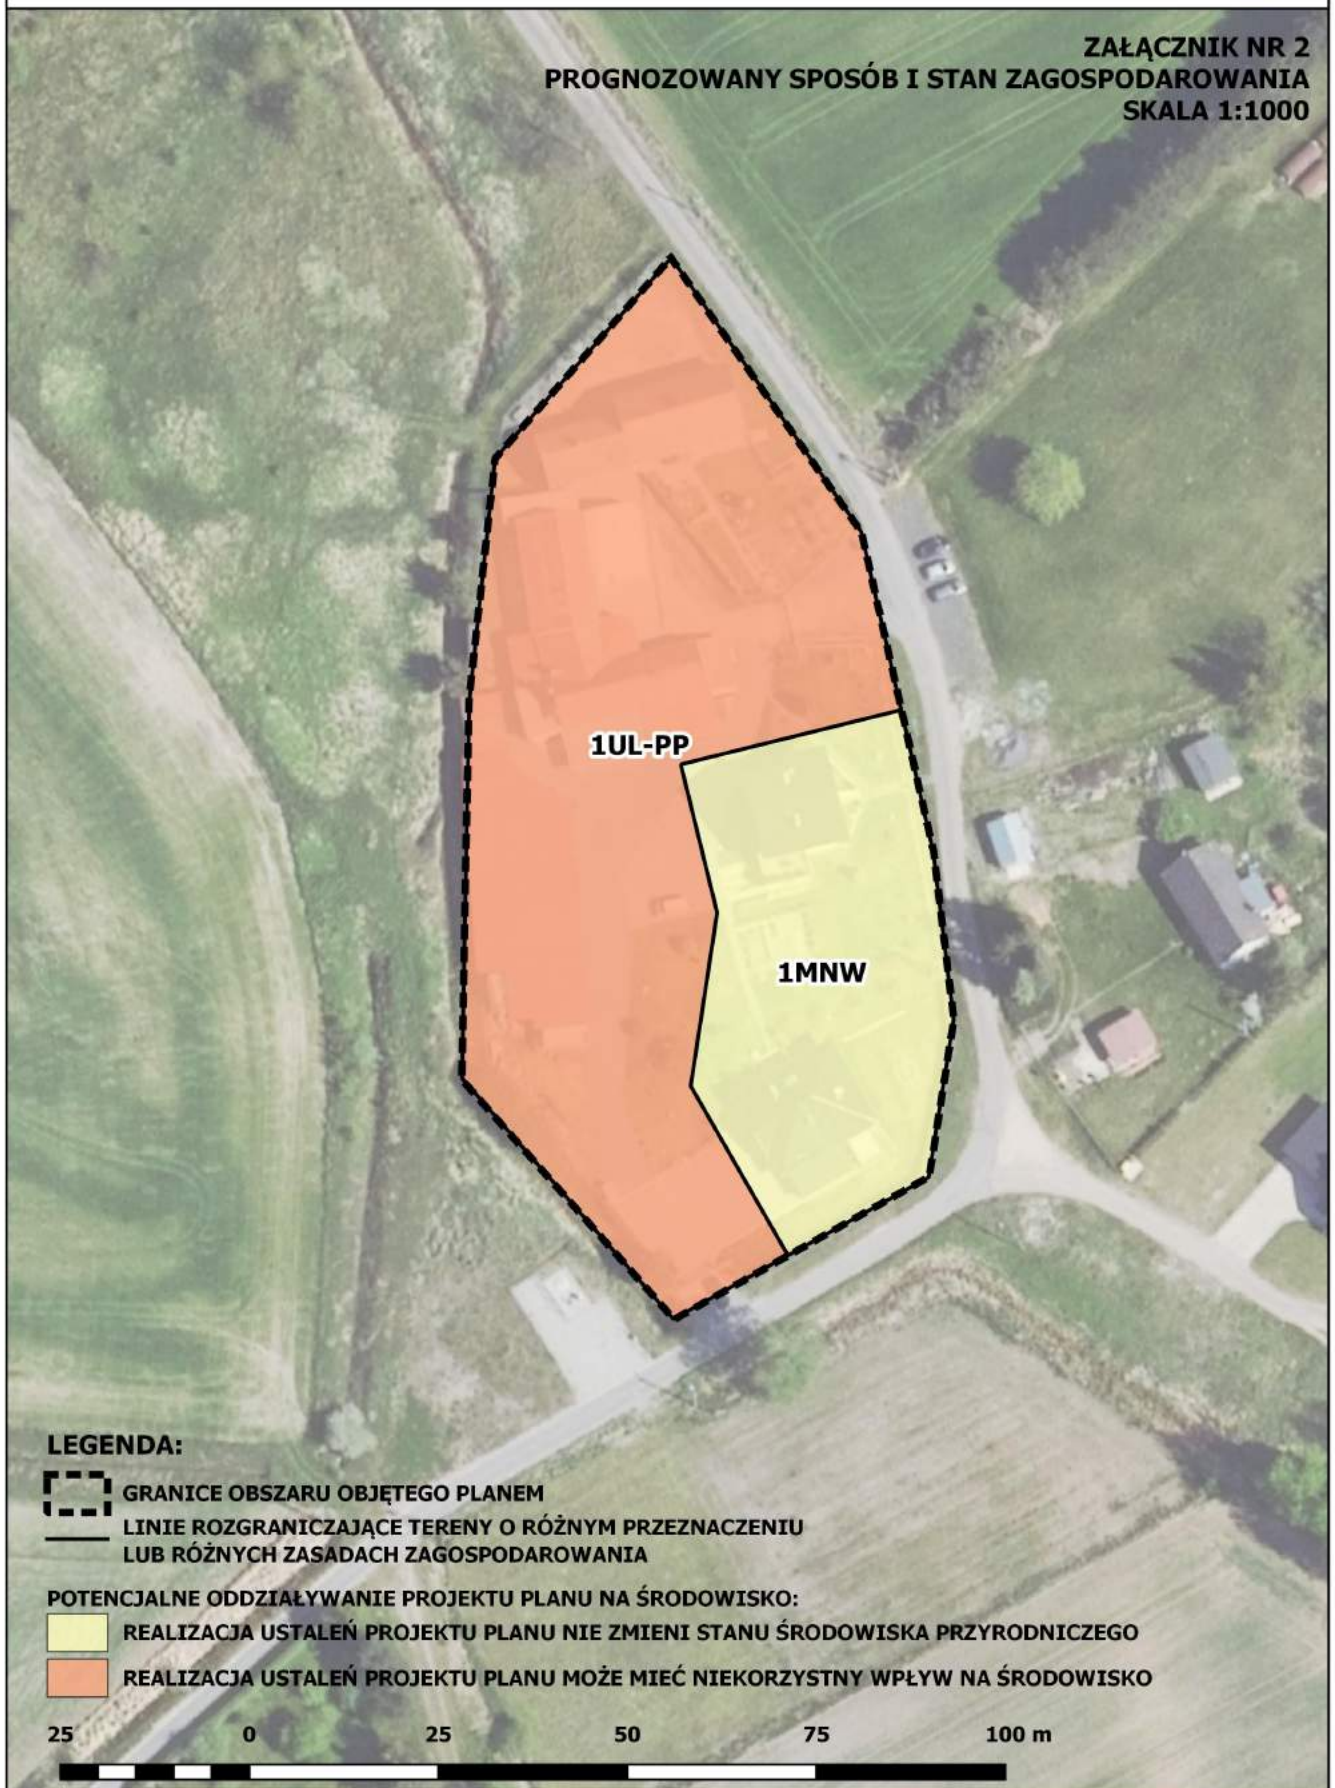 ZAŁĄCZNIK NR 2
PROGNOZOWANY SPOSÓB I STAN ZAGOSPODAROWANIA
SKALA 1:1000
1UL-PP
1MNW
LEGENDA:
GRANICE OBSZARU OBJĘTEGO PLANEM
LINIE ROZGRANICZAJĄCE TERENY O RÓŻNYM PRZEZNACZENIU
LUB RÓŻNYCH ZASADACH ZAGOSPODAROWANIA
POTENCJALNE ODDZIAŁYWANIE PROJEKTU PLANU NA ŚRODOWISKO:
REALIZACJA USTALEŃ PROJEKTU PLANU NIE ZMIENI STANU ŚRODOWISKA PRZYRODNICZEGO
REALIZACJA USTALEŃ PROJEKTU PLANU MOŻE MIEĆ NIEKORZYSTNY WPŁYW NA ŚRODOWISKO
25 0 25 50 75 100 m